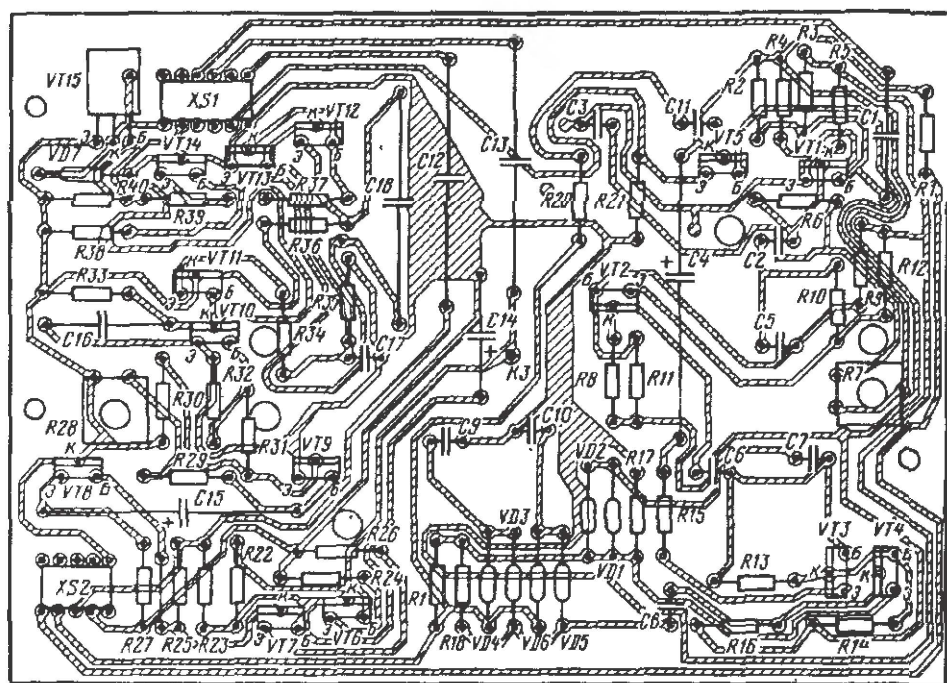 R3
R4
R5
R2
VT15
XS1
К
VT12
C3
C11
C1
VT5
VT1
К
Э
К
Б
VD7
VT14
К
Э
Б
VT13
Э
Б
R37
C13
C12
C18
Э
Б
Э
Б
R1
R40
R39
R20
R21
R6
R38
R36
VT11
C2
R33
Э
Б
VT2
Б
К
C4
R12
R10
R9
VT10
К
R34
C14
C5
C16
Э
Б
C17
К3
R7
R32
R8
R11
R30
R28
R31
C9
C10
К
R29
VT9
К
VD2
R17
C6
C7
Э
VT8
Б
Э
Б
C15
R15
R26
VD3
VT3
VT4
R22
К
Б
К
Б
XS2
R24
VD1
R13
Э
Э
К
К
R27
R25
R23
Э
VT7
Б
Э
VT6
Б
R18
VD4
VD6
VD5
C8
R16
R14